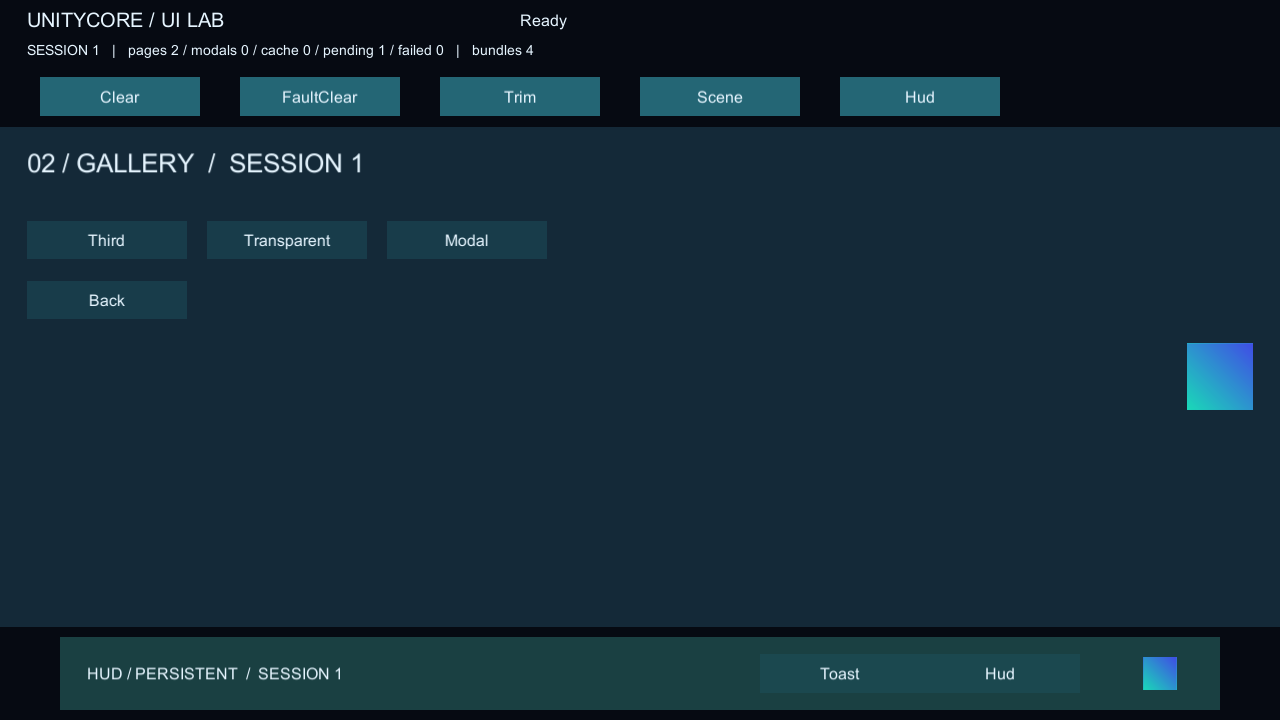 UNITYCORE / UI LAB
Ready
SESSION 1 | pages 2 / modals 0 / cache 0 / pending 1 / failed 0 | bundles 4
Clear
FaultClear
Trim
Scene
Hud
02 / GALLERY / SESSION 1
Third
Transparent
Modal
Back
HUD / PERSISTENT / SESSION 1
Toast
Hud